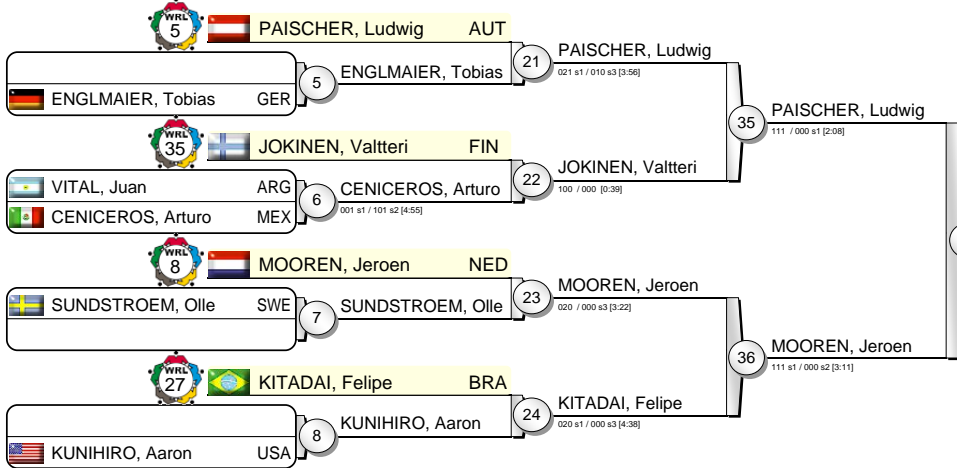 WRL
5
PAISCHER, Ludwig AUT
ENGLMAIER, Tobias GER
5
ENGLMAIER, Tobias
21
PAISCHER, Ludwig
021 s1 / 010 s3 [3:56]
WRL
35
JOKINEN, Valtteri FIN
VITAL, Juan ARG
CENICEROS, Arturo MEX
6
CENICEROS, Arturo
001 s1 / 101 s2 [4:55]
22
JOKINEN, Valtteri
100 / 000 [0:39]
35
PAISCHER, Ludwig
111 / 000 s1 [2:08]
WRL
8
MOOREN, Jeroen NED
SUNDSTROEM, Olle SWE
7
SUNDSTROEM, Olle
23
MOOREN, Jeroen
020 / 000 s3 [3:22]
WRL
27
KITADAI, Felipe BRA
KUNIHIRO, Aaron USA
8
KUNIHIRO, Aaron
24
KITADAI, Felipe
020 s1 / 000 s3 [4:38]
36
MOOREN, Jeroen
111 s1 / 000 s2 [3:11]